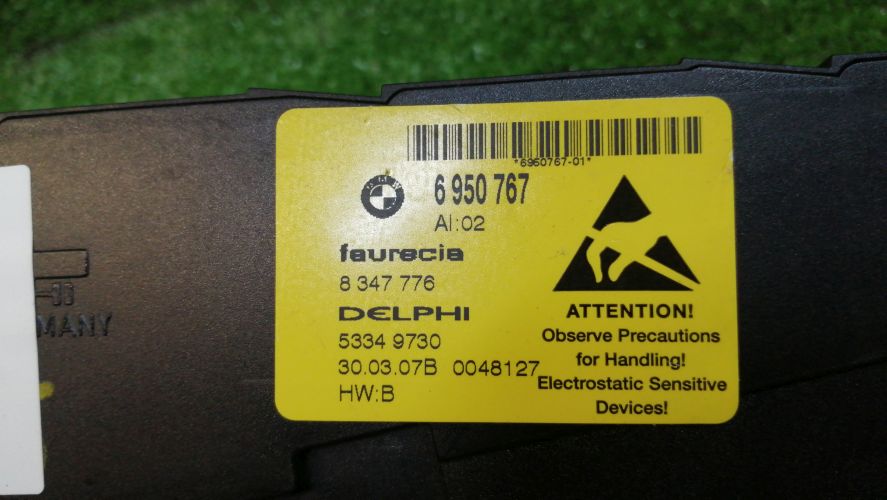 *6950767-01*
BMW
6 950 767
AI:02
faurecia
8 347 776
DELPHI
5334 9730
30.03.07B 0048127
HW:B
ATTENTION!
Observe Precautions
for Handling!
Electrostatic Sensitive
Devices!
MANY